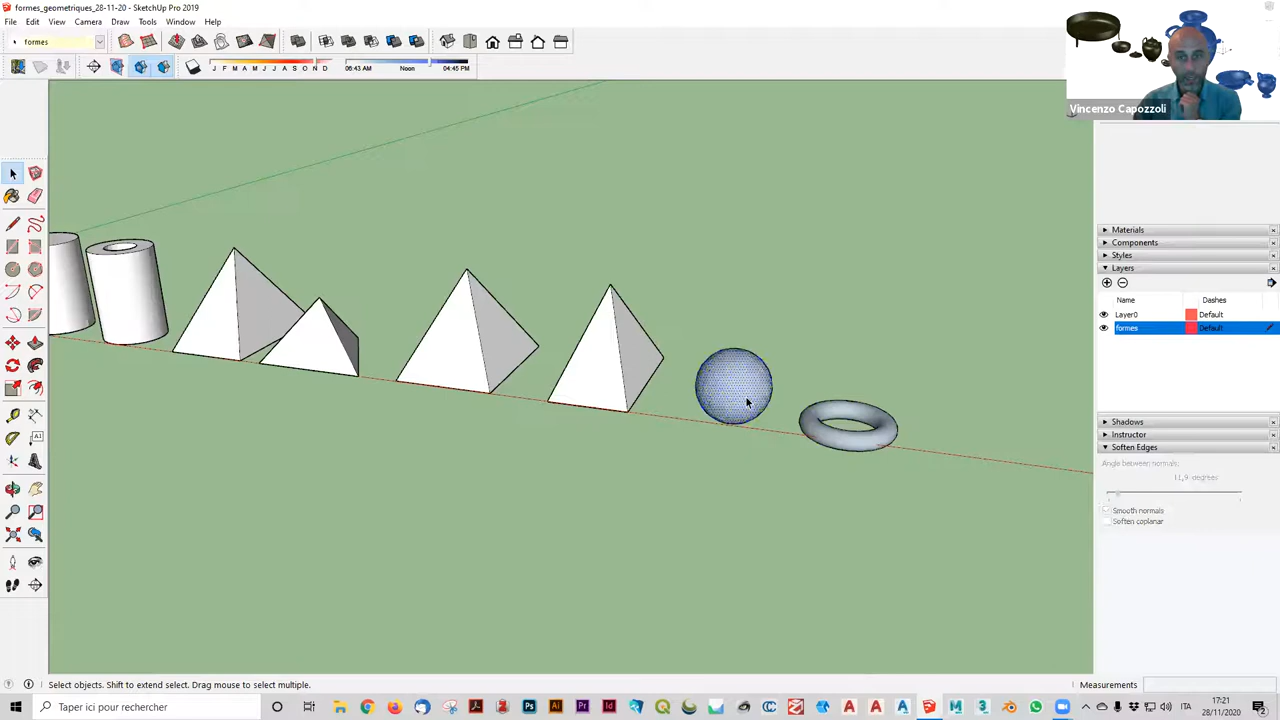 formes_geometriques_28-11-20 - SketchUp Pro 2019
File Edit View Camera Draw Tools Window Help
formes
J F M A M J J A S O N D
06:43 AM Noon 04:45 PM
Vincenzo Capozzoli
Materials
Components
Styles
Layers
Name Dashes
Layer0 Default
formes Default
Shadows
Instructor
Soften Edges
Angle between normals:
11,9 degrees
Smooth normals
Soften coplanar
Select objects. Shift to extend select. Drag mouse to select multiple.
Measurements
Taper ici pour rechercher
ITA
17:21
28/11/2020